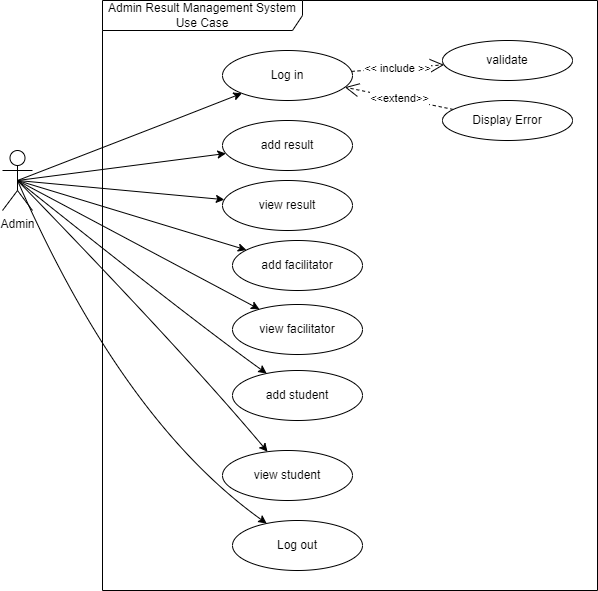 Admin Result Management System
Use Case
Log in
<< include >>
validate
<<extend>>
Display Error
add result
view result
Admin
add facilitator
view facilitator
add student
view student
Log out